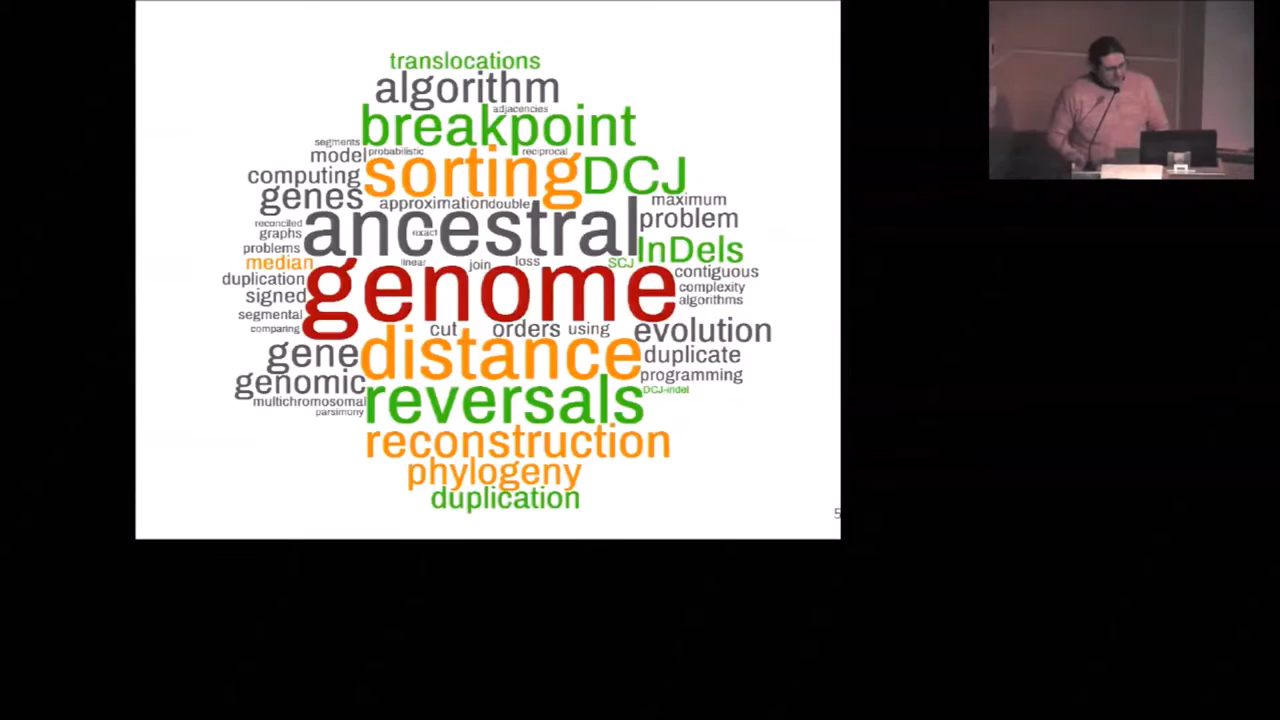 translocations
algorithm
adjacencies
breakpoint
segments
model probabilistic reciprocal
computing sorting DCJ
genes approximation double maximum
reconciled ancestral problem
graphs exact
problems InDels
median linear join loss SCJ contiguous
duplication genome complexity
signed algorithms
segmental
comparing cut orders using evolution
gene distance duplicate
genomic programming
multichromosomal reversals DCJ-indel
parsimony
reconstruction
phylogeny
duplication
5